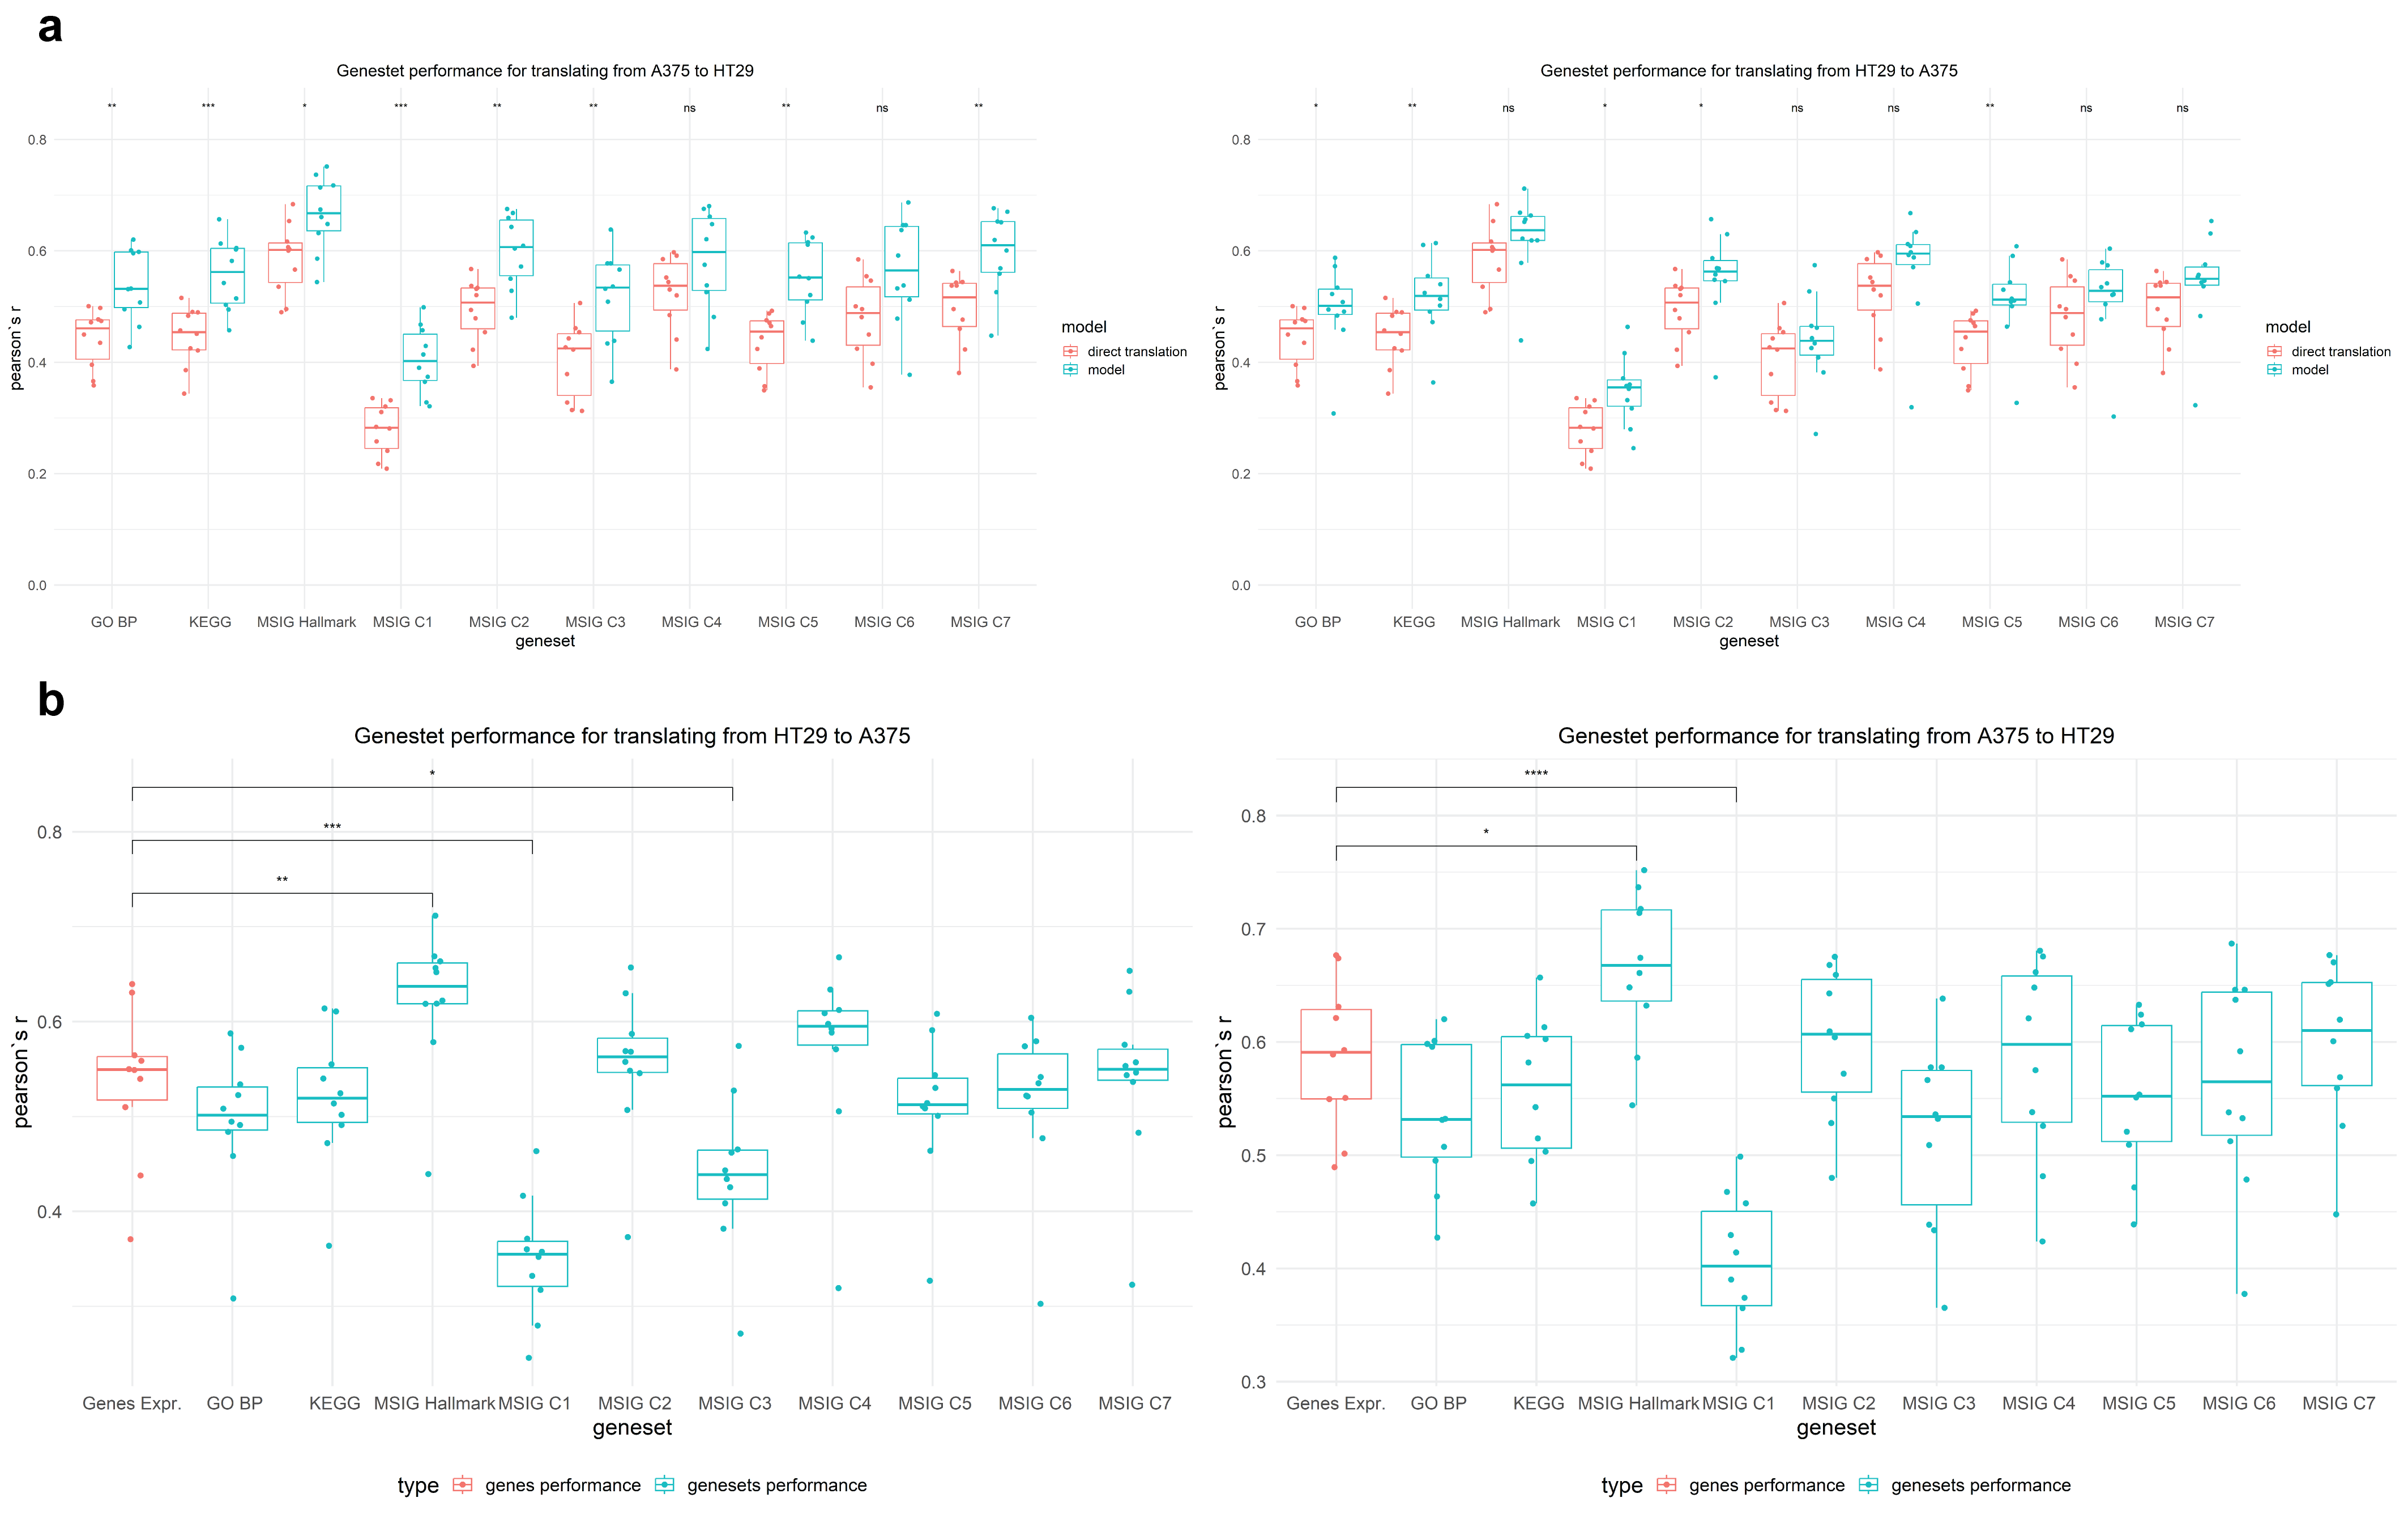 a
Genestet performance for translating from A375 to HT29
** *** * *** ** ** ns ** ns **
0.8
0.6
0.4
0.2
0.0
pearson`s r
GO BP KEGG MSIG Hallmark MSIG C1 MSIG C2 MSIG C3 MSIG C4 MSIG C5 MSIG C6 MSIG C7
geneset
model
direct translation
model
Genestet performance for translating from HT29 to A375
* ** ns * * ns ns ** ns ns
0.8
0.6
0.4
0.2
0.0
pearson`s r
GO BP KEGG MSIG Hallmark MSIG C1 MSIG C2 MSIG C3 MSIG C4 MSIG C5 MSIG C6 MSIG C7
geneset
model
direct translation
model
b
Genestet performance for translating from HT29 to A375
*
***
**
0.8
0.6
0.4
pearson`s r
Genes Expr. GO BP KEGG MSIG Hallmark MSIG C1 MSIG C2 MSIG C3 MSIG C4 MSIG C5 MSIG C6 MSIG C7
geneset
type genes performance genesets performance
Genestet performance for translating from A375 to HT29
****
*
0.8
0.7
0.6
0.5
0.4
0.3
pearson`s r
Genes Expr. GO BP KEGG MSIG Hallmark MSIG C1 MSIG C2 MSIG C3 MSIG C4 MSIG C5 MSIG C6 MSIG C7
geneset
type genes performance genesets performance